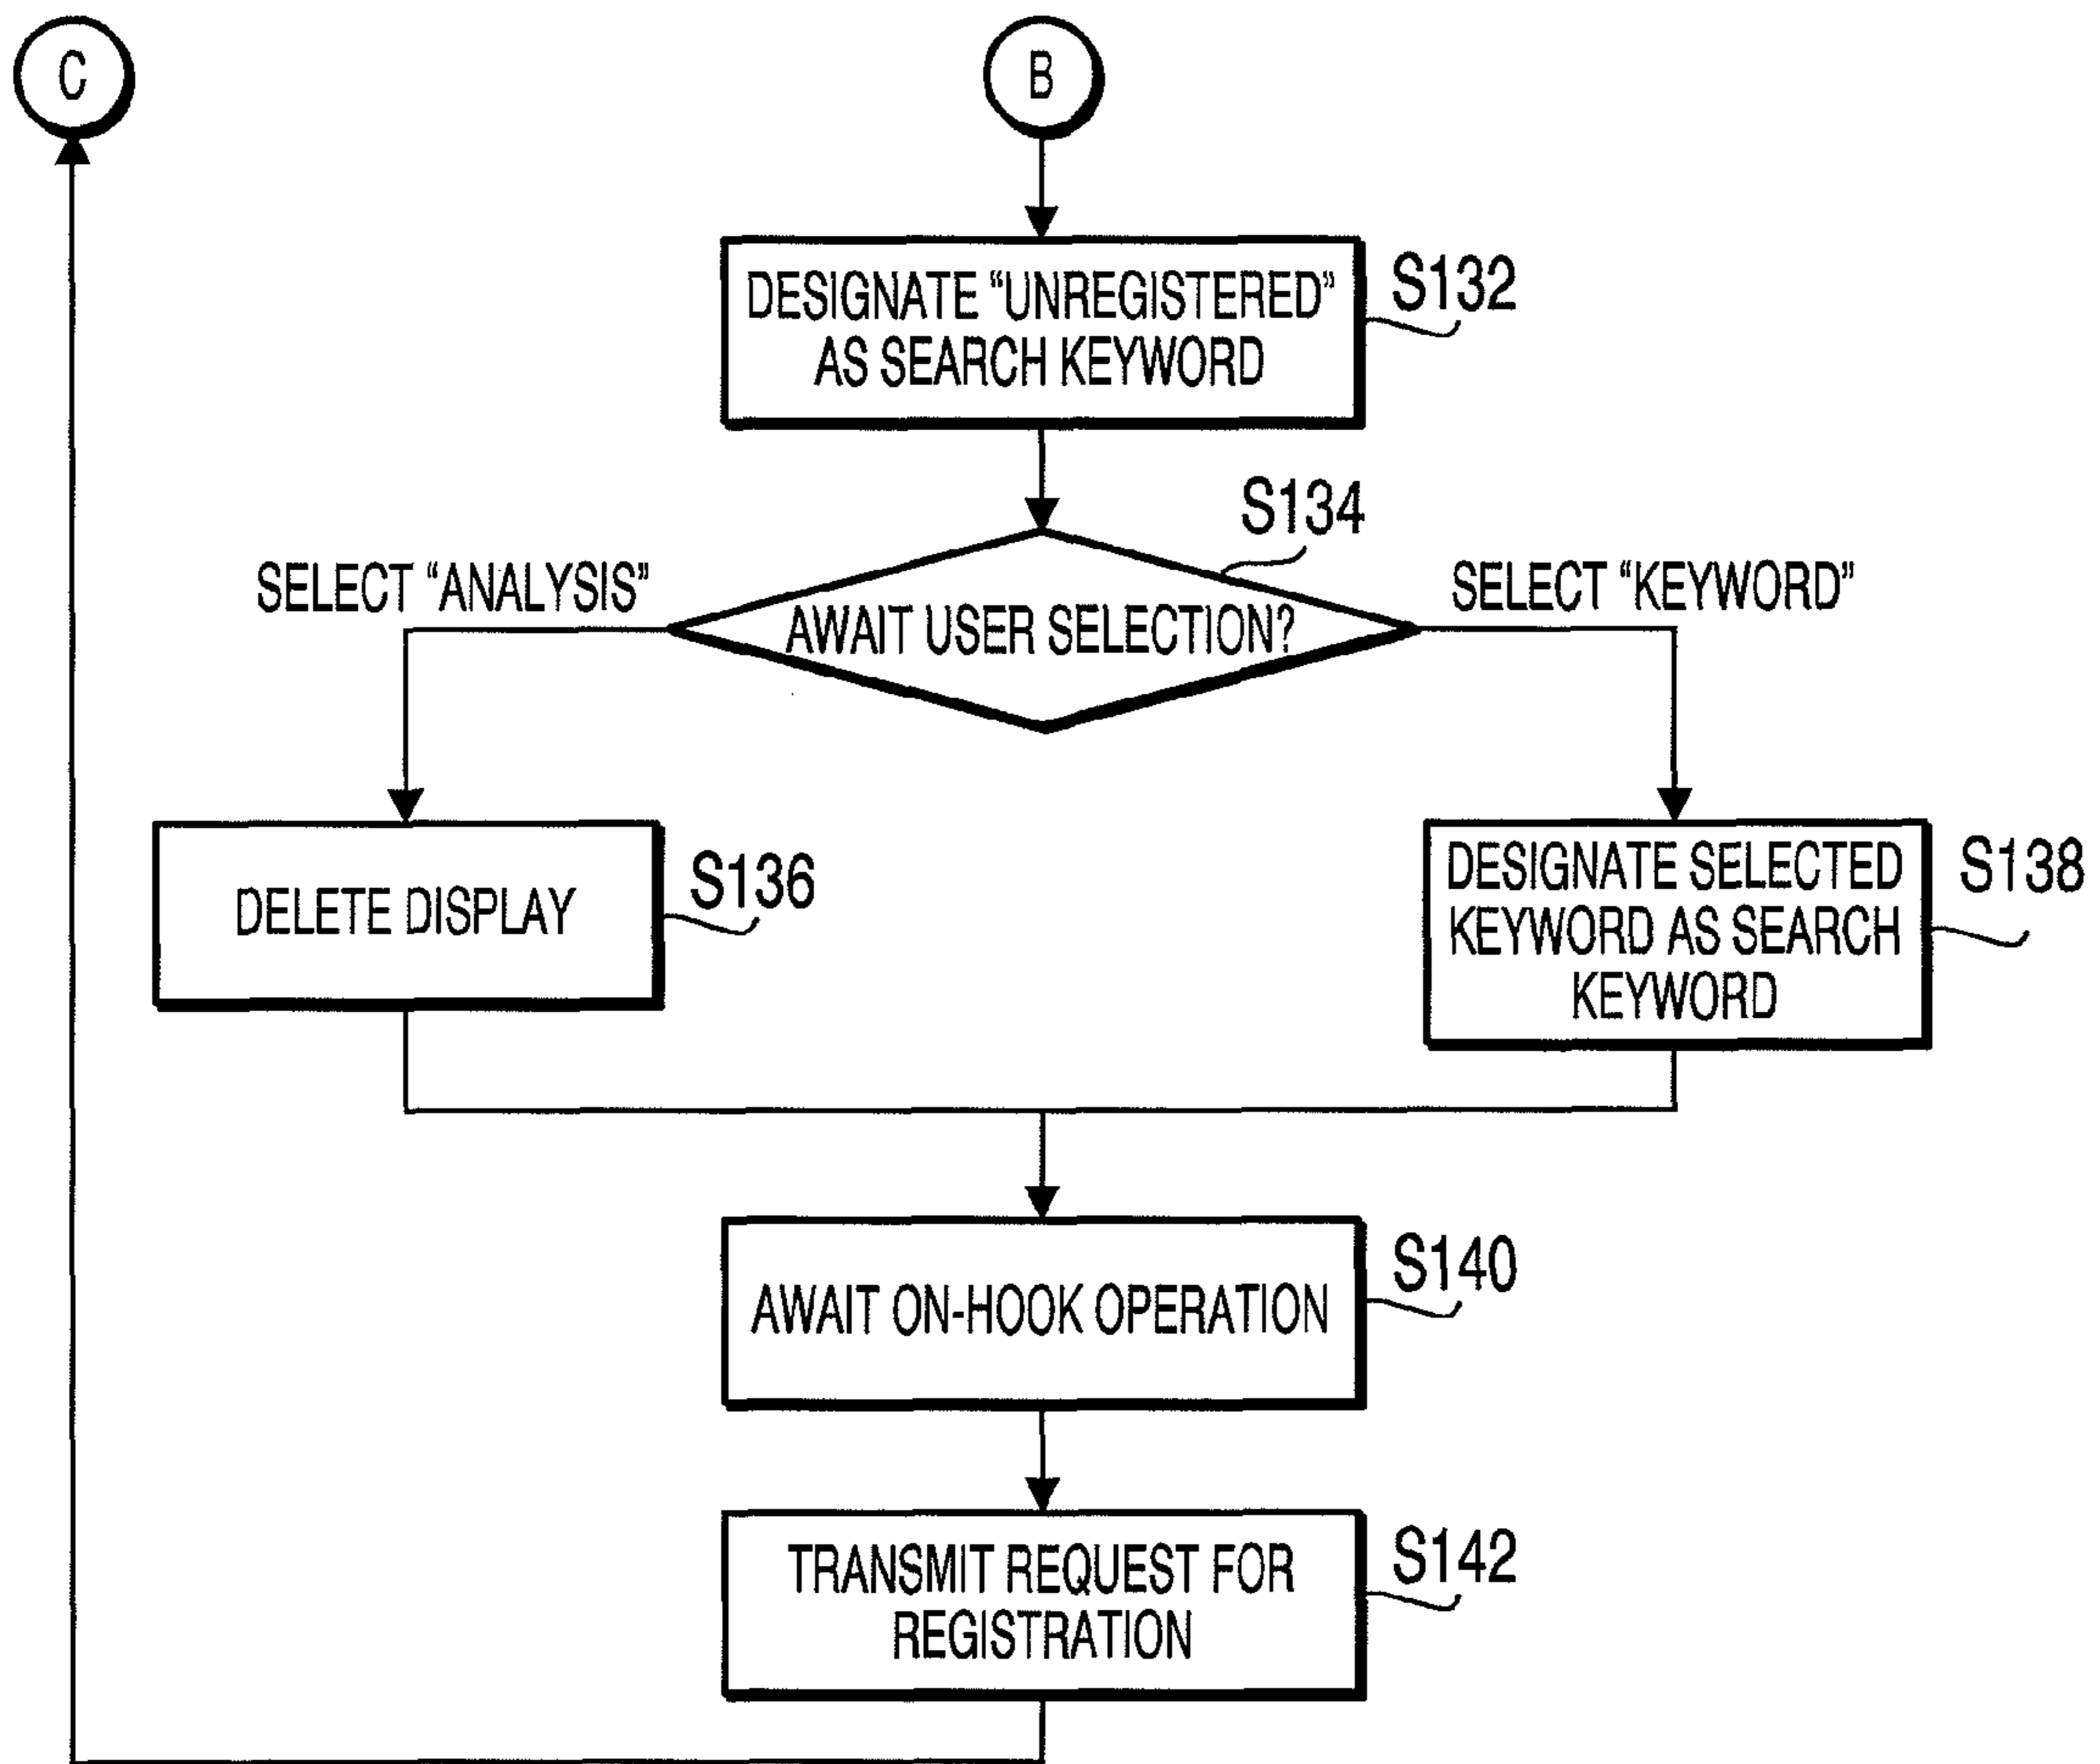 C
B
DESIGNATE “UNREGISTERED”
AS SEARCH KEYWORD
S132
S134
SELECT “ANALYSIS”
AWAIT USER SELECTION?
SELECT “KEYWORD”
DELETE DISPLAY
S136
DESIGNATE SELECTED
KEYWORD AS SEARCH
KEYWORD
S138
AWAIT ON-HOOK OPERATION
S140
TRANSMIT REQUEST FOR
REGISTRATION
S142